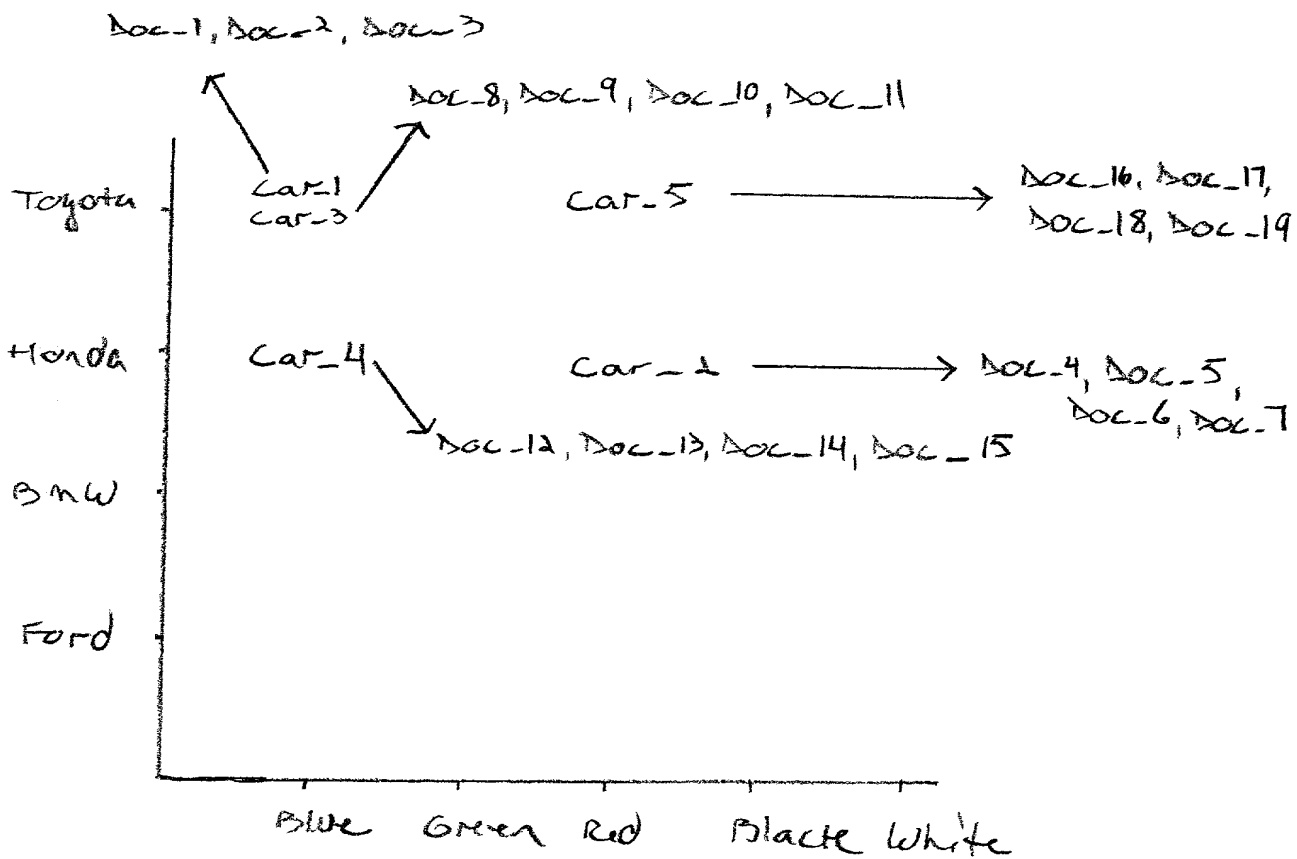 Doc_1, Doc_2, Doc_3
Doc_8, Doc_9, Doc_10, Doc_11
Toyota
Car_1
Car_3
Car_5
Doc_16, Doc_17,
Doc_18, Doc_19
Honda
Car_4
Car_2
Doc_4, Doc_5,
Doc_6, Doc_7
Doc_12, Doc_13, Doc_14, Doc_15
BMW
Ford
Blue Green Red Black White